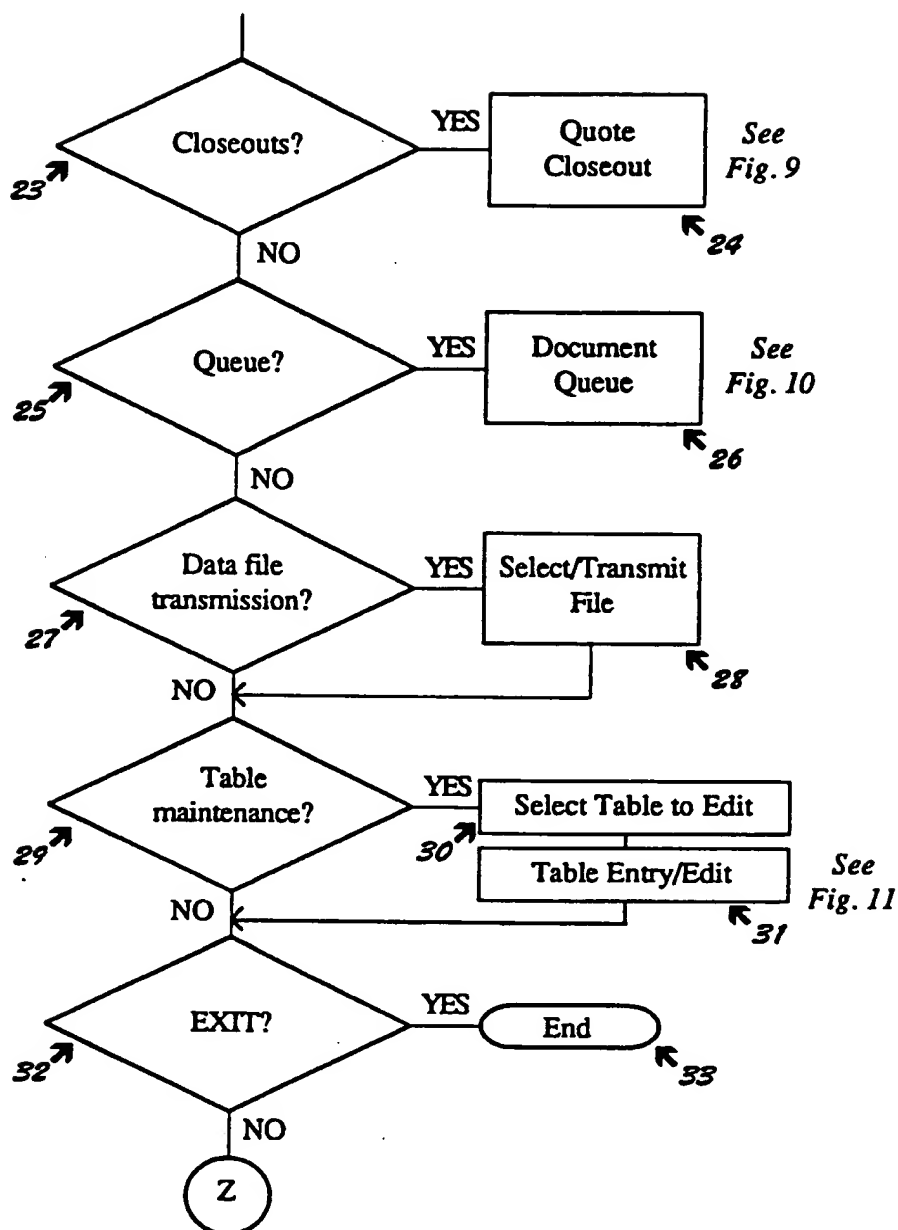 Closeouts?
YES
Quote
Closeout
See
Fig. 9
23
24
NO
Queue?
YES
Document
Queue
See
Fig. 10
25
26
NO
Data file
transmission?
YES
Select/Transmit
File
27
28
NO
Table
maintenance?
YES
Select Table to Edit
29
30
Table Entry/Edit
See
Fig. 11
31
NO
EXIT?
YES
End
32
33
NO
Z